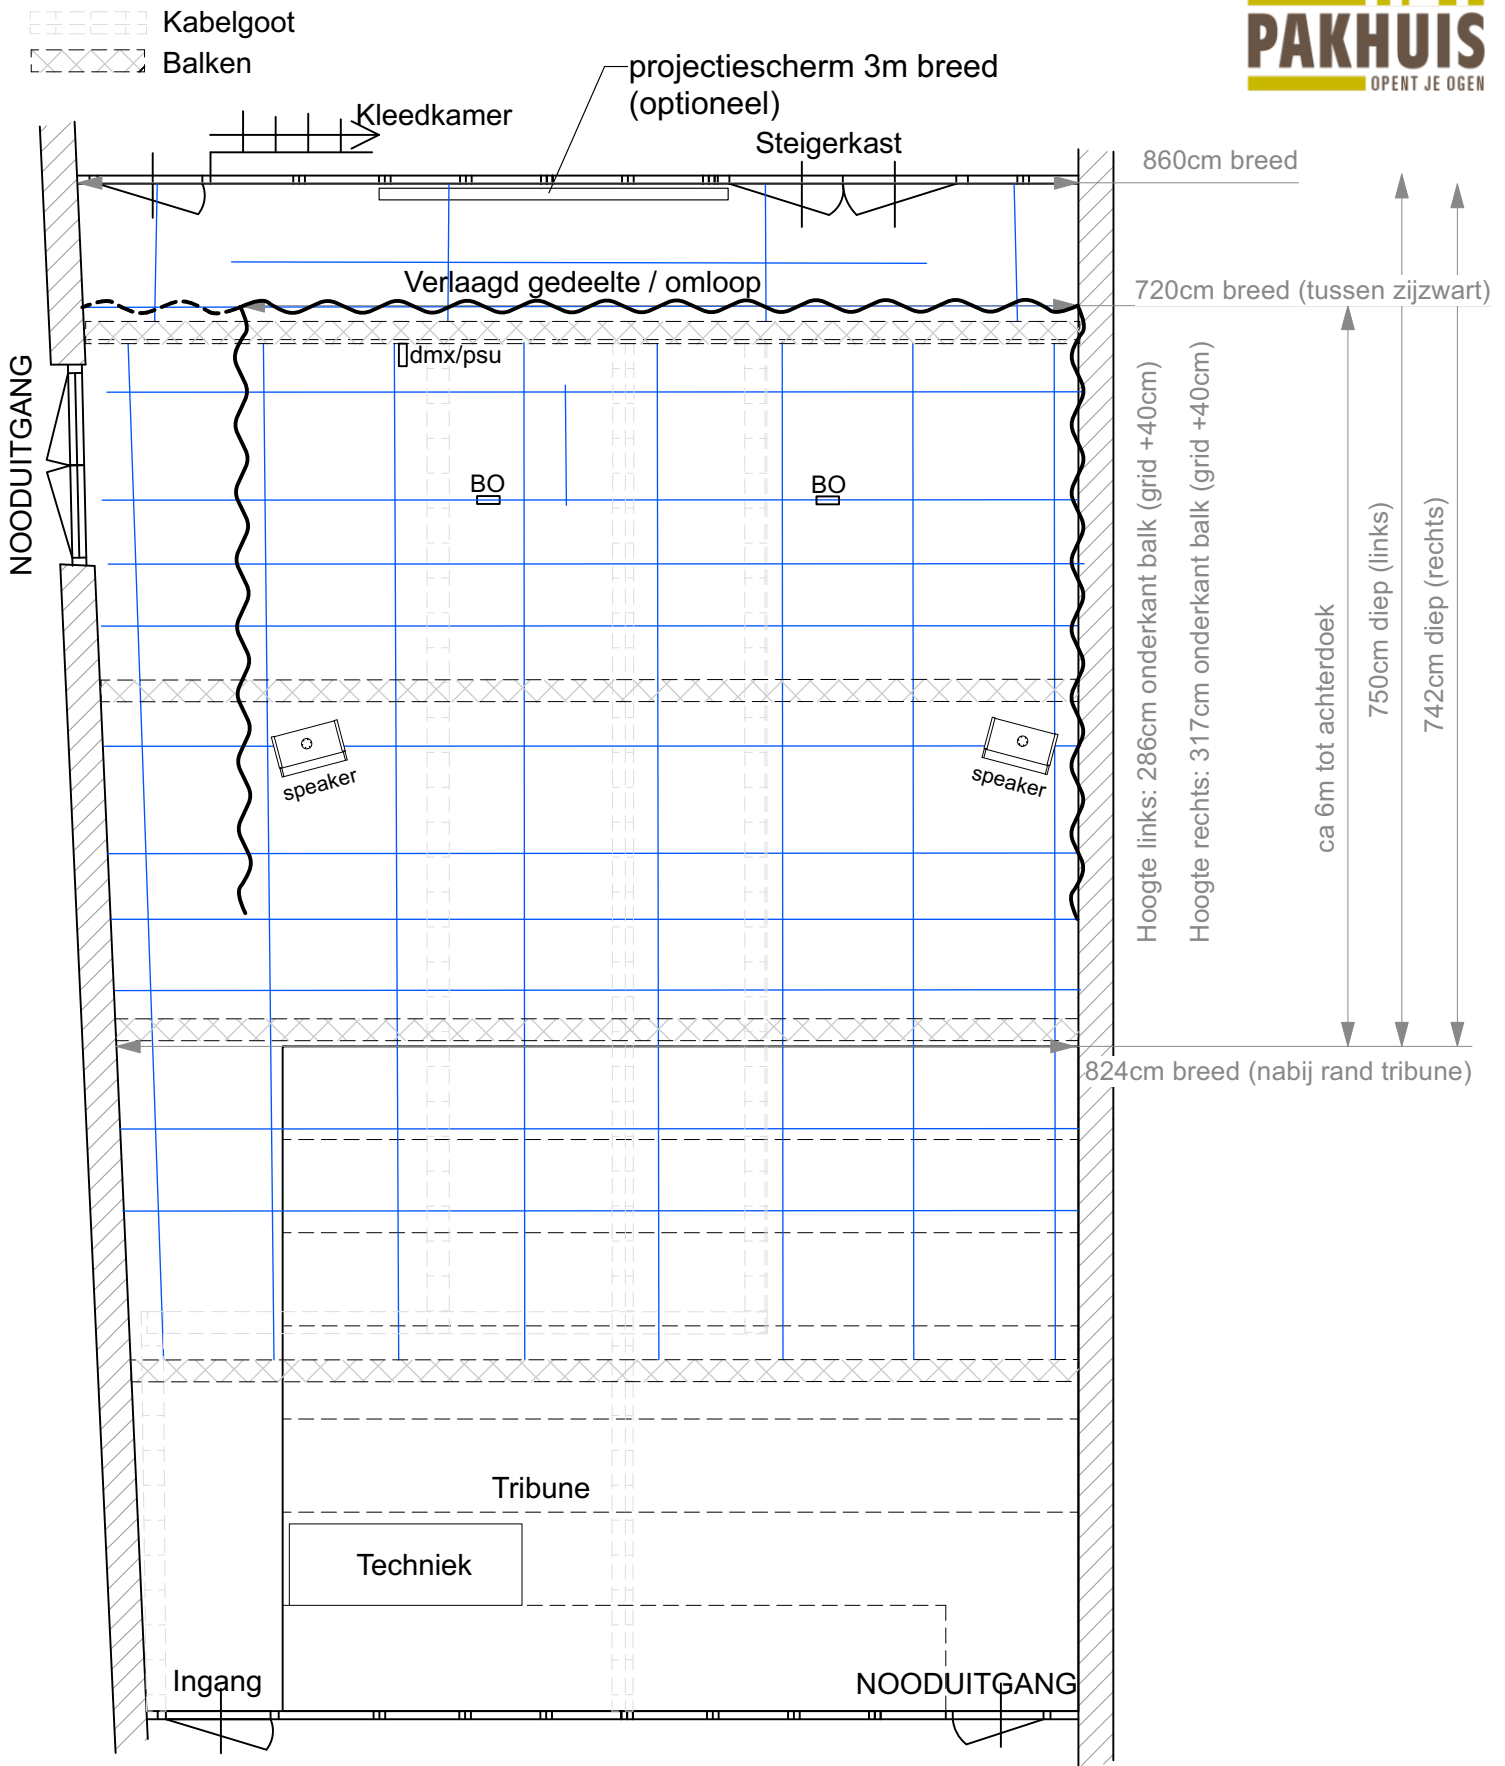 Kabelgoot
Balken
PAKHUIS
OPENT JE OGEN
projectiescherm 3m breed
(optioneel)
Kleedkamer
Steigerkast
860cm breed
Verlaagd gedeelte / omloop
720cm breed (tussen zijzwart)
dmx/psu
NOODUITGANG
BO
BO
Hoogte links: 286cm onderkant balk (grid +40cm)
Hoogte rechts: 317cm onderkant balk (grid +40cm)
ca 6m tot achterdoek
750cm diep (links)
742cm diep (rechts)
speaker
speaker
824cm breed (nabij rand tribune)
Tribune
Techniek
Ingang
NOODUITGANG